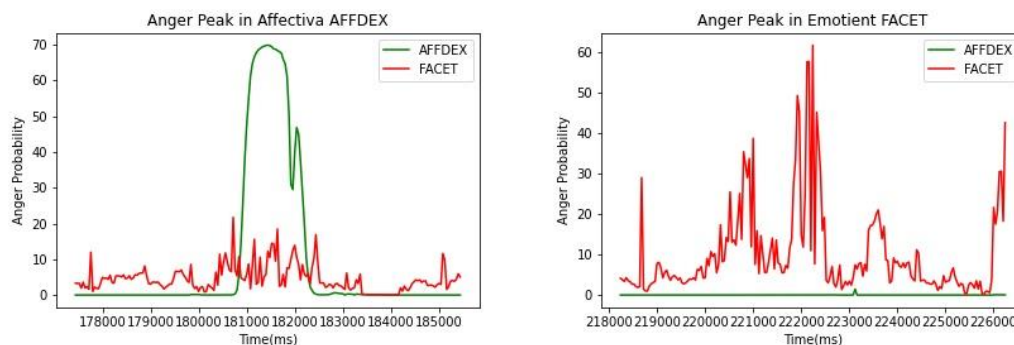 Anger Peak in Affectiva AFFDEX
70
60
50
40
30
20
10
0
Anger Probability
AFFDEX
FACET
178000 179000 180000 181000 182000 183000 184000 185000
Time(ms)
Anger Peak in Emotient FACET
60
50
40
30
20
10
0
Anger Probability
AFFDEX
FACET
218000 219000 220000 221000 222000 223000 224000 225000 226000
Time(ms)